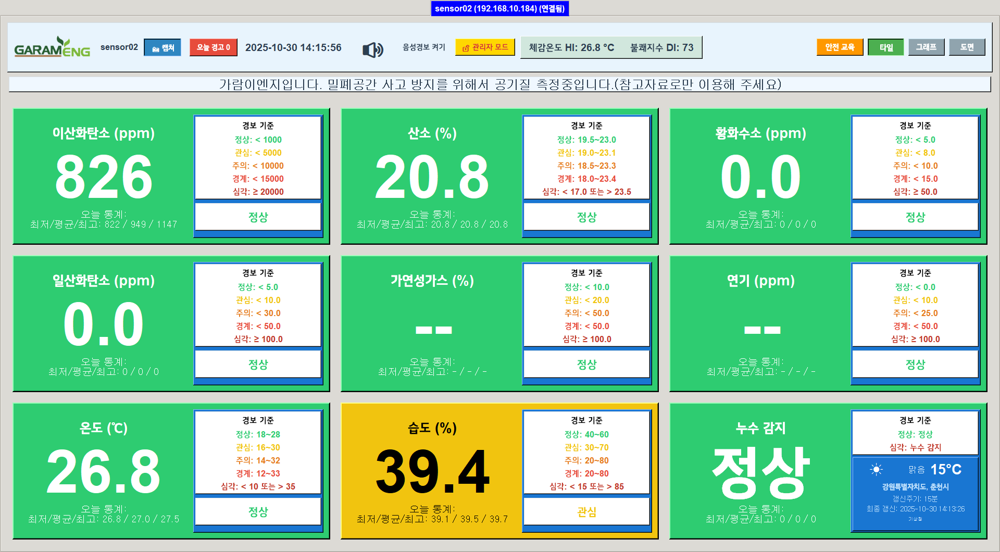 sensor02 (192.168.10.184) (연결됨)
GARAMENG
sensor02
캡처
오늘 경고 0
2025-10-30 14:15:56
음성경보 켜기
관리자 모드
체감온도 HI: 26.8 °C 불쾌지수 DI: 73
안전 교육
타일
그래프
도면
가람이엔지입니다. 밀폐공간 사고 방지를 위해서 공기질 측정중입니다.(참고자료로만 이용해 주세요)
이산화탄소 (ppm)
826
오늘 통계:
최저/평균/최고: 822 / 949 / 1147
경보 기준
정상: < 1000
관심: < 5000
주의: < 10000
경계: < 15000
심각: ≥ 20000
정상
산소 (%)
20.8
오늘 통계:
최저/평균/최고: 20.8 / 20.8 / 20.8
경보 기준
정상: 19.5~23.0
관심: 19.0~23.1
주의: 18.5~23.3
경계: 18.0~23.4
심각: < 17.0 또는 > 23.5
정상
황화수소 (ppm)
0.0
오늘 통계:
최저/평균/최고: 0 / 0 / 0
경보 기준
정상: < 5.0
관심: < 8.0
주의: < 10.0
경계: < 15.0
심각: ≥ 50.0
정상
일산화탄소 (ppm)
0.0
오늘 통계:
최저/평균/최고: 0 / 0 / 0
경보 기준
정상: < 5.0
관심: < 10.0
주의: < 30.0
경계: < 50.0
심각: ≥ 100.0
정상
가연성가스 (%)
--
오늘 통계:
최저/평균/최고: - / - / -
경보 기준
정상: < 10.0
관심: < 20.0
주의: < 50.0
경계: < 50.0
심각: ≥ 100.0
정상
연기 (ppm)
--
오늘 통계:
최저/평균/최고: - / - / -
경보 기준
정상: < 0.0
관심: < 10.0
주의: < 25.0
경계: < 50.0
심각: ≥ 100.0
정상
온도 (℃)
26.8
오늘 통계:
최저/평균/최고: 26.8 / 27.0 / 27.5
경보 기준
정상: 18~28
관심: 16~30
주의: 14~32
경계: 12~33
심각: < 10 또는 > 35
정상
습도 (%)
39.4
오늘 통계:
최저/평균/최고: 39.1 / 39.5 / 39.7
경보 기준
정상: 40~60
관심: 30~70
주의: 20~80
경계: 20~80
심각: < 15 또는 > 85
관심
누수 감지
정상
오늘 통계:
최저/평균/최고: 0 / 0 / 0
경보 기준
정상: 정상
심각: 누수 감지
맑음 15°C
강원특별자치도, 춘천시
갱신주기: 15분
최종 갱신: 2025-10-30 14:13:26
기상청